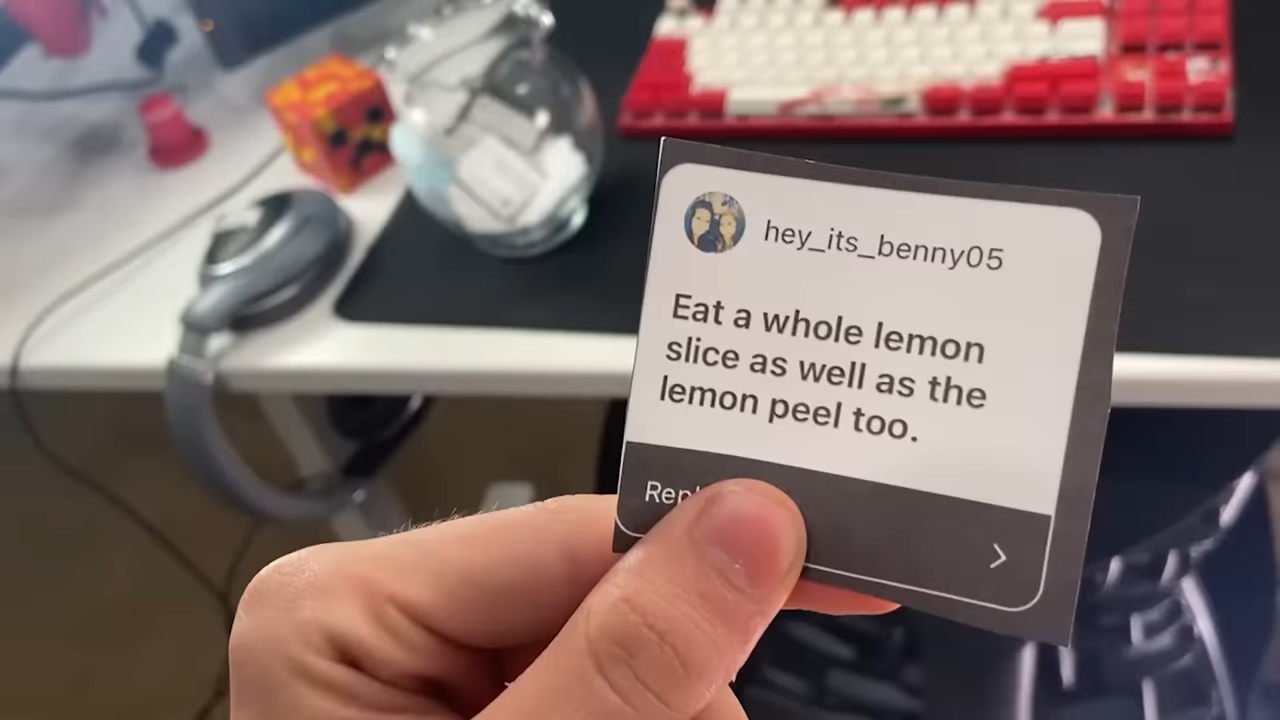 hey_its_benny05
Eat a whole lemon
slice as well as the
lemon peel too.